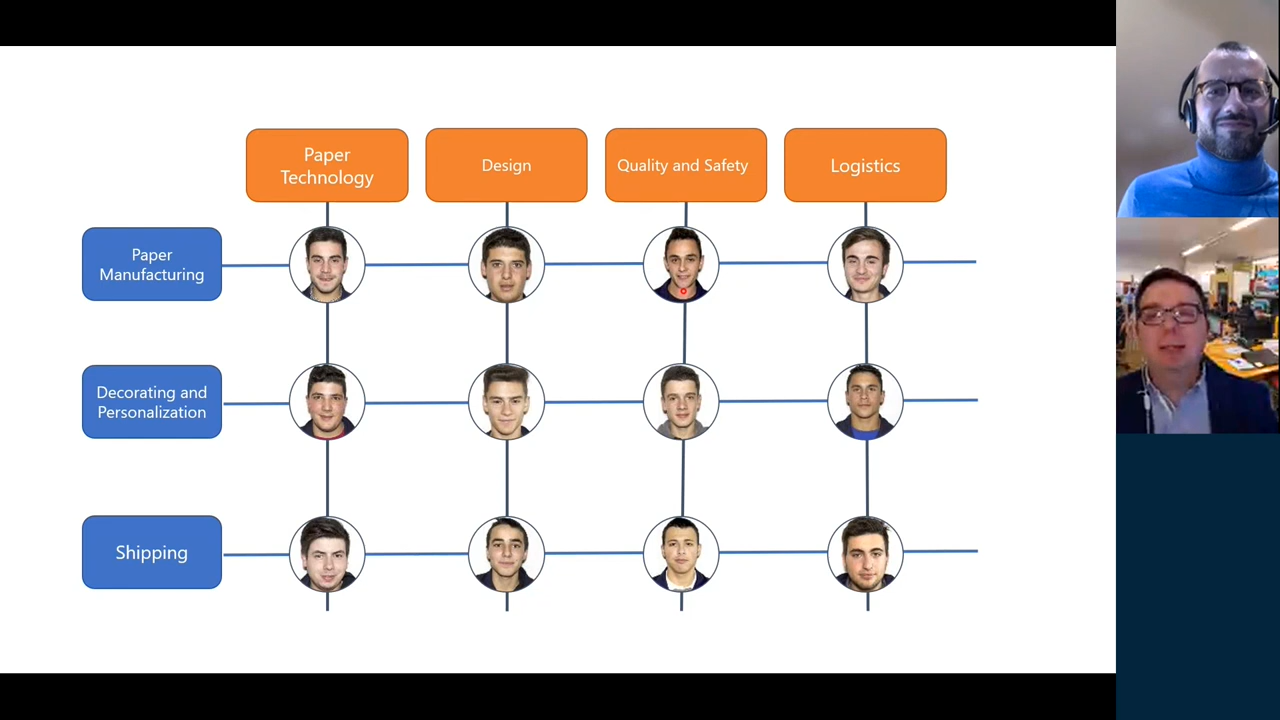 Paper
Technology
Design
Quality and Safety
Logistics
Paper
Manufacturing
Decorating and
Personalization
Shipping